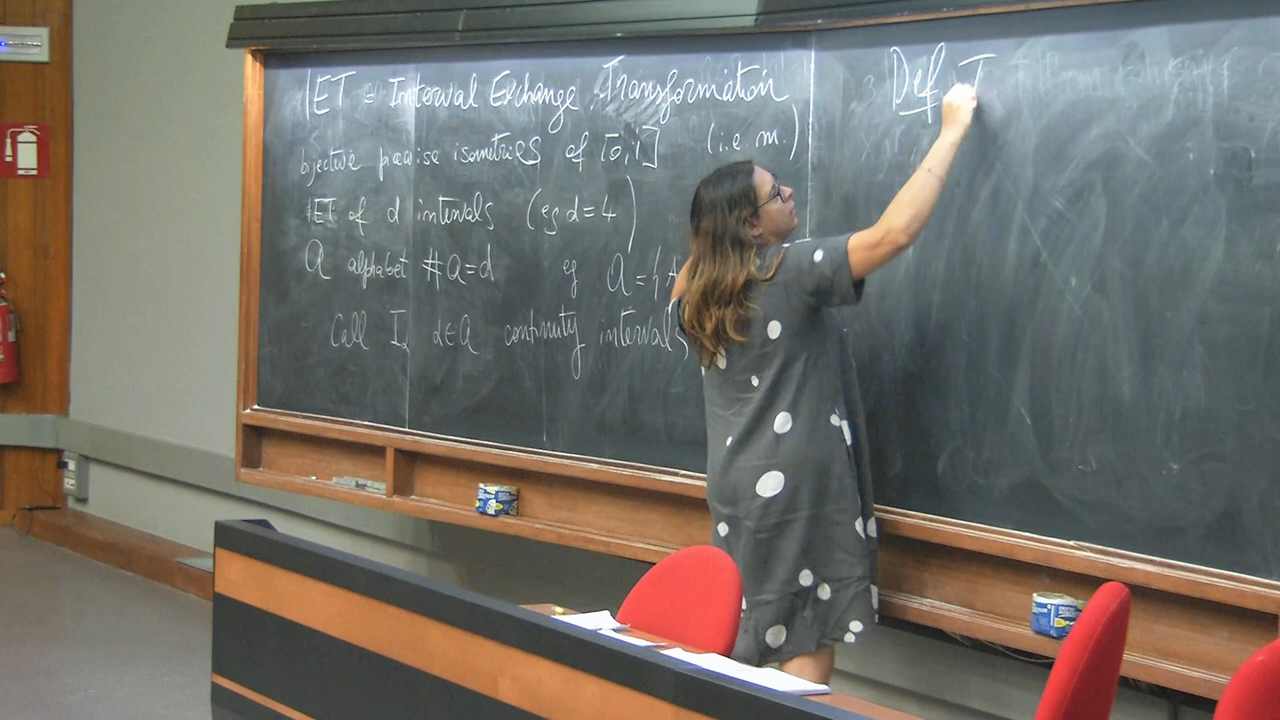 IET = Interval Exchange Transformation
bijective piecewise isometries of [0,1] (i.e m.)
IET of d intervals (eg d=4)
A alphabet #A=d eg A={A
Call Iα α∈A continuity intervals
Def T